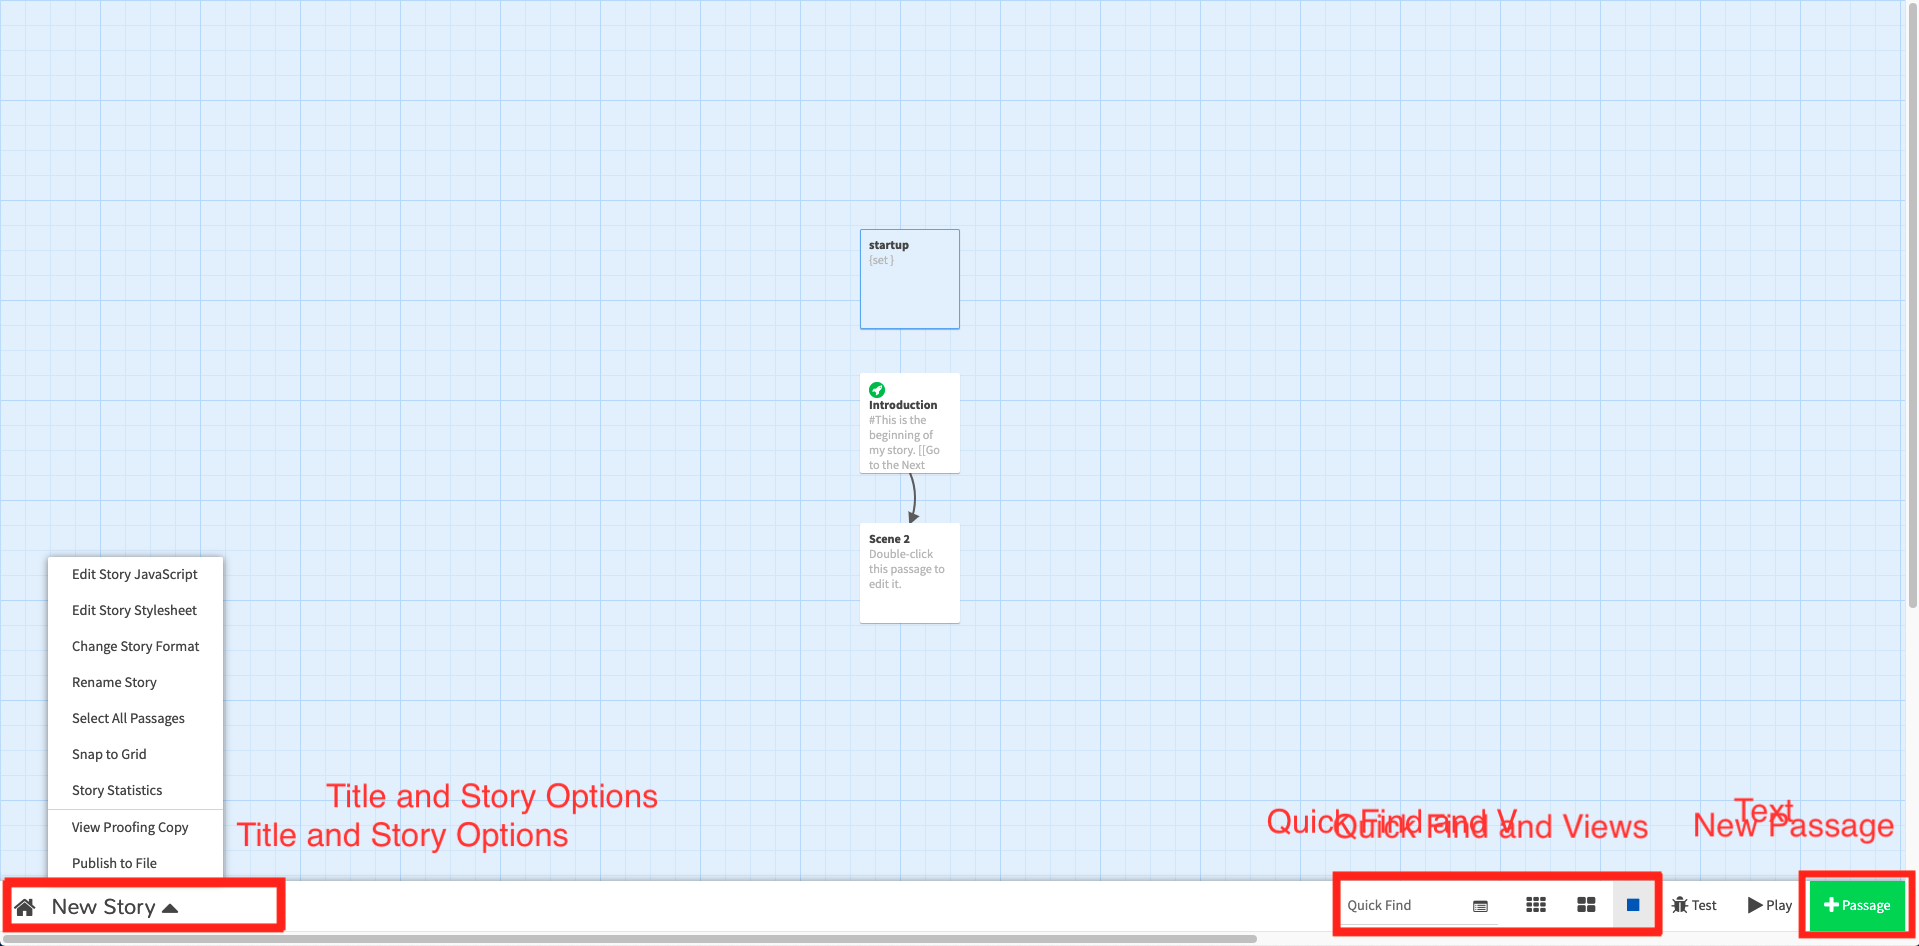 startup
{set }
Introduction
#This is the
beginning of
my story. [[Go
to the Next
Scene 2
Double-click
this passage to
edit it.
Edit Story JavaScript
Edit Story Stylesheet
Change Story Format
Rename Story
Select All Passages
Snap to Grid
Story Statistics
View Proofing Copy
Publish to File
Title and Story Options
Title and Story Options
Quick Find and V
Quick Find and Views
Text
New Passage
New Story
Quick Find
Test
Play
Passage